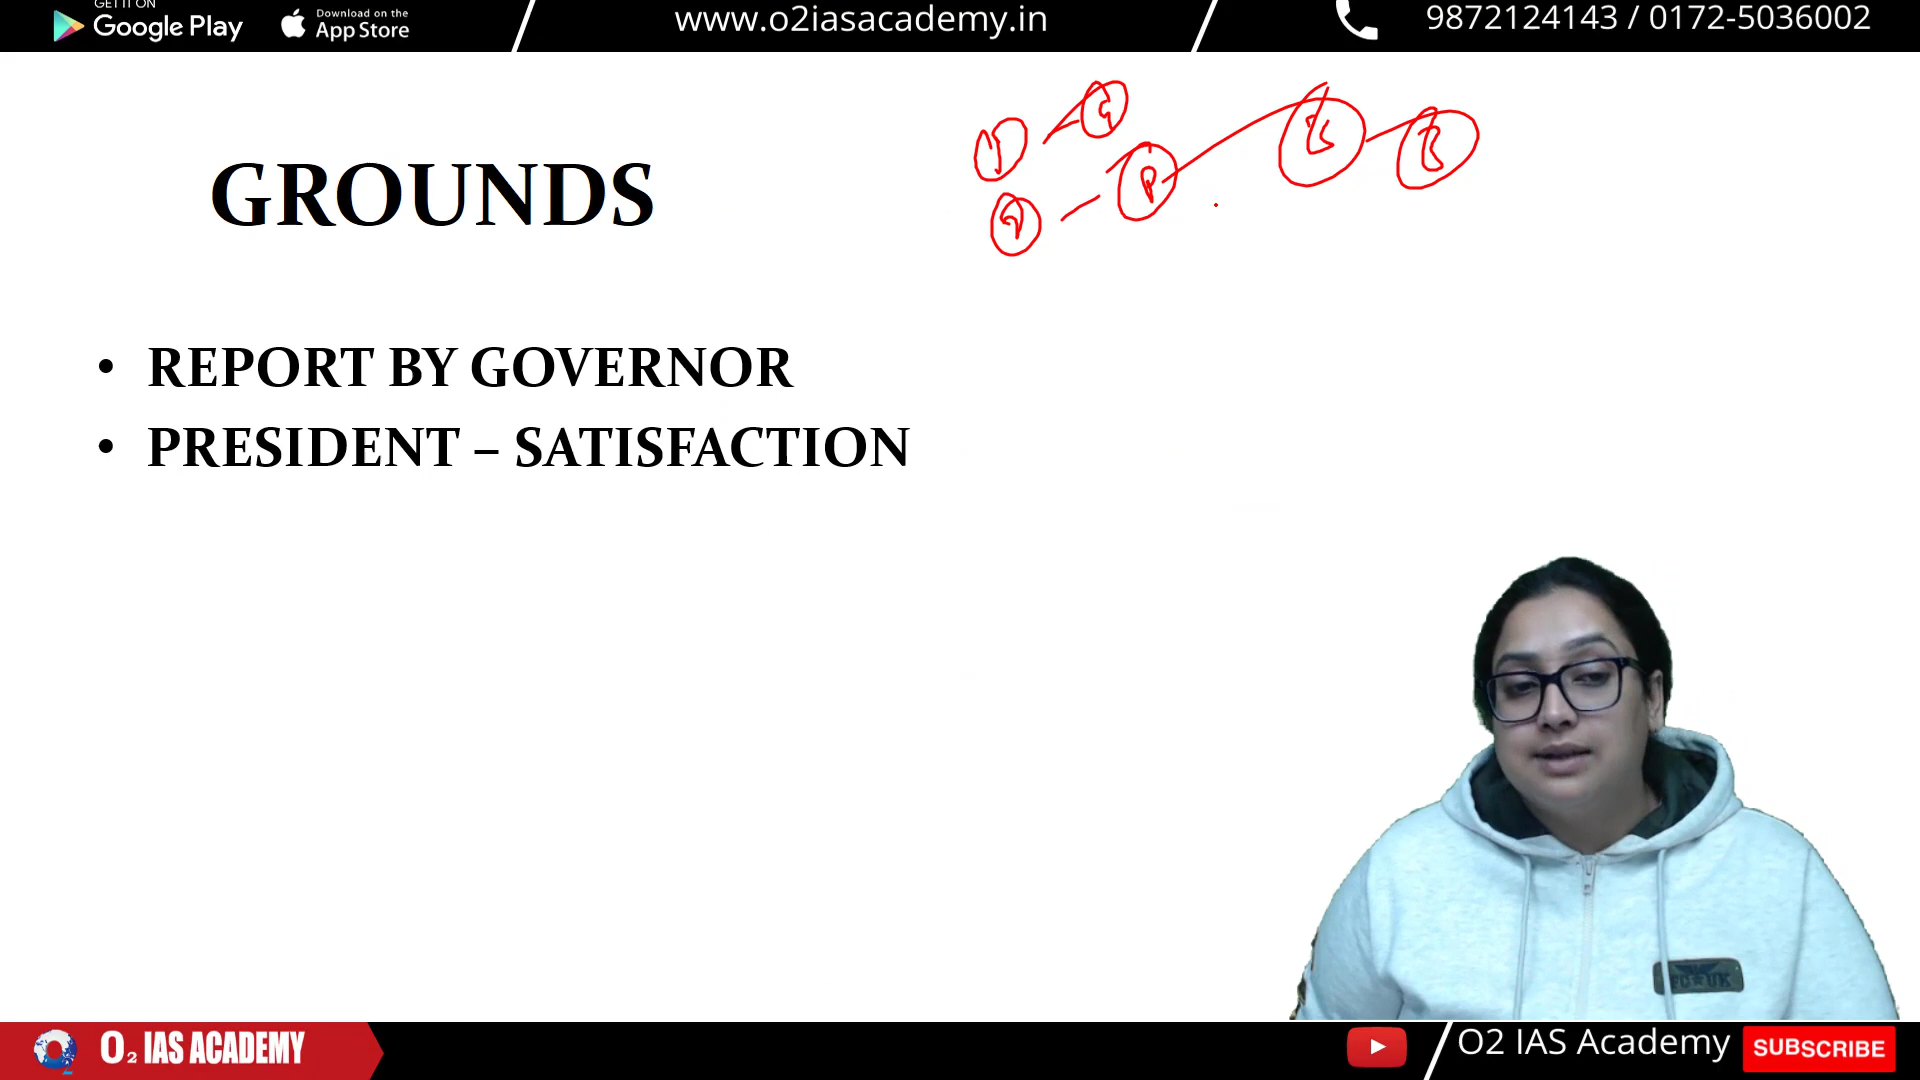 GET IT ON
Google Play
Download on the
App Store
www.o2iasacademy.in
9872124143 / 0172-5036002
G
P
GROUNDS
• REPORT BY GOVERNOR
• PRESIDENT – SATISFACTION
O2 IAS ACADEMY
O2 IAS Academy
SUBSCRIBE